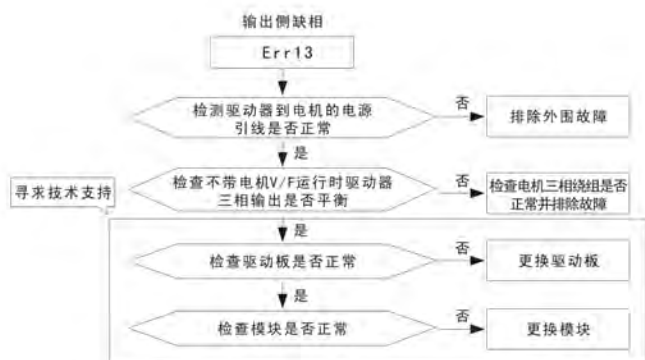 输出侧缺相
Err13
检测驱动器到电机的电源
引线是否正常
否
排除外围故障
是
寻求技术支持
检查不带电机V/F运行时驱动器
三相输出是否平衡
否
检查电机三相绕组是否
正常并排除故障
是
检查驱动板是否正常
否
更换驱动板
是
检查模块是否正常
否
更换模块